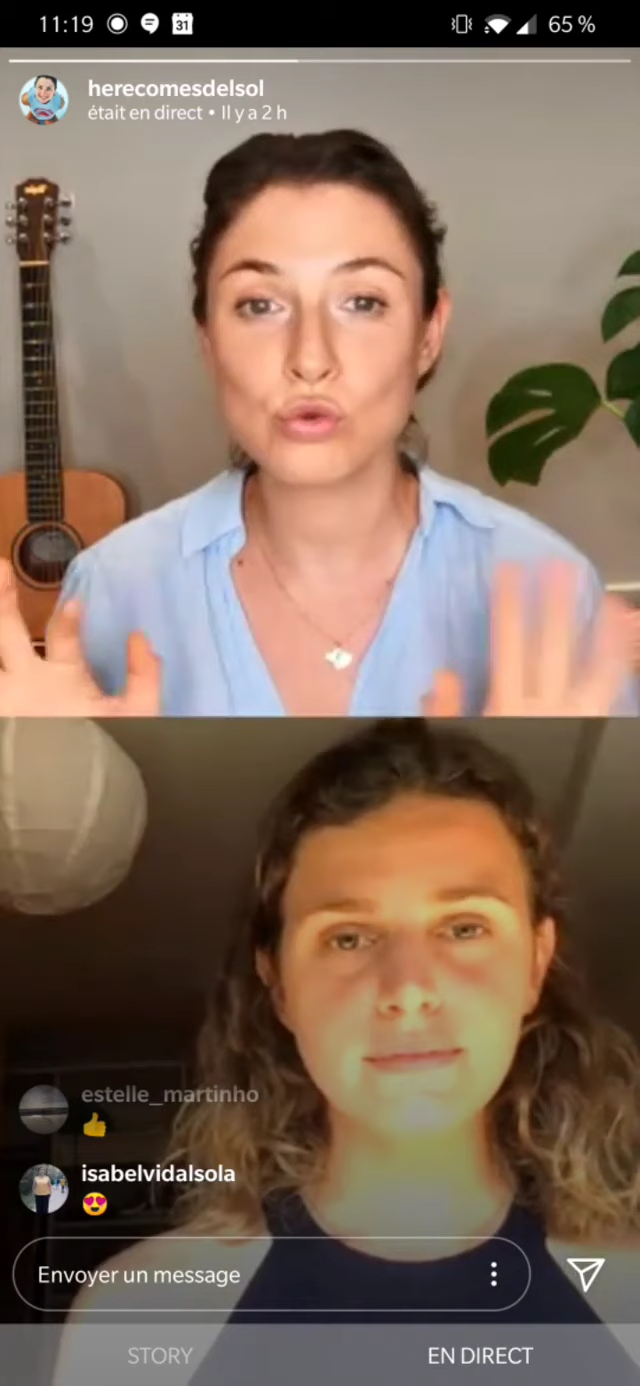 11:19
31
65 %
herecomesdelsol
était en direct • Il y a 2 h
estelle_martinho
👍
isabelvidalsola
😍
Envoyer un message
STORY
EN DIRECT